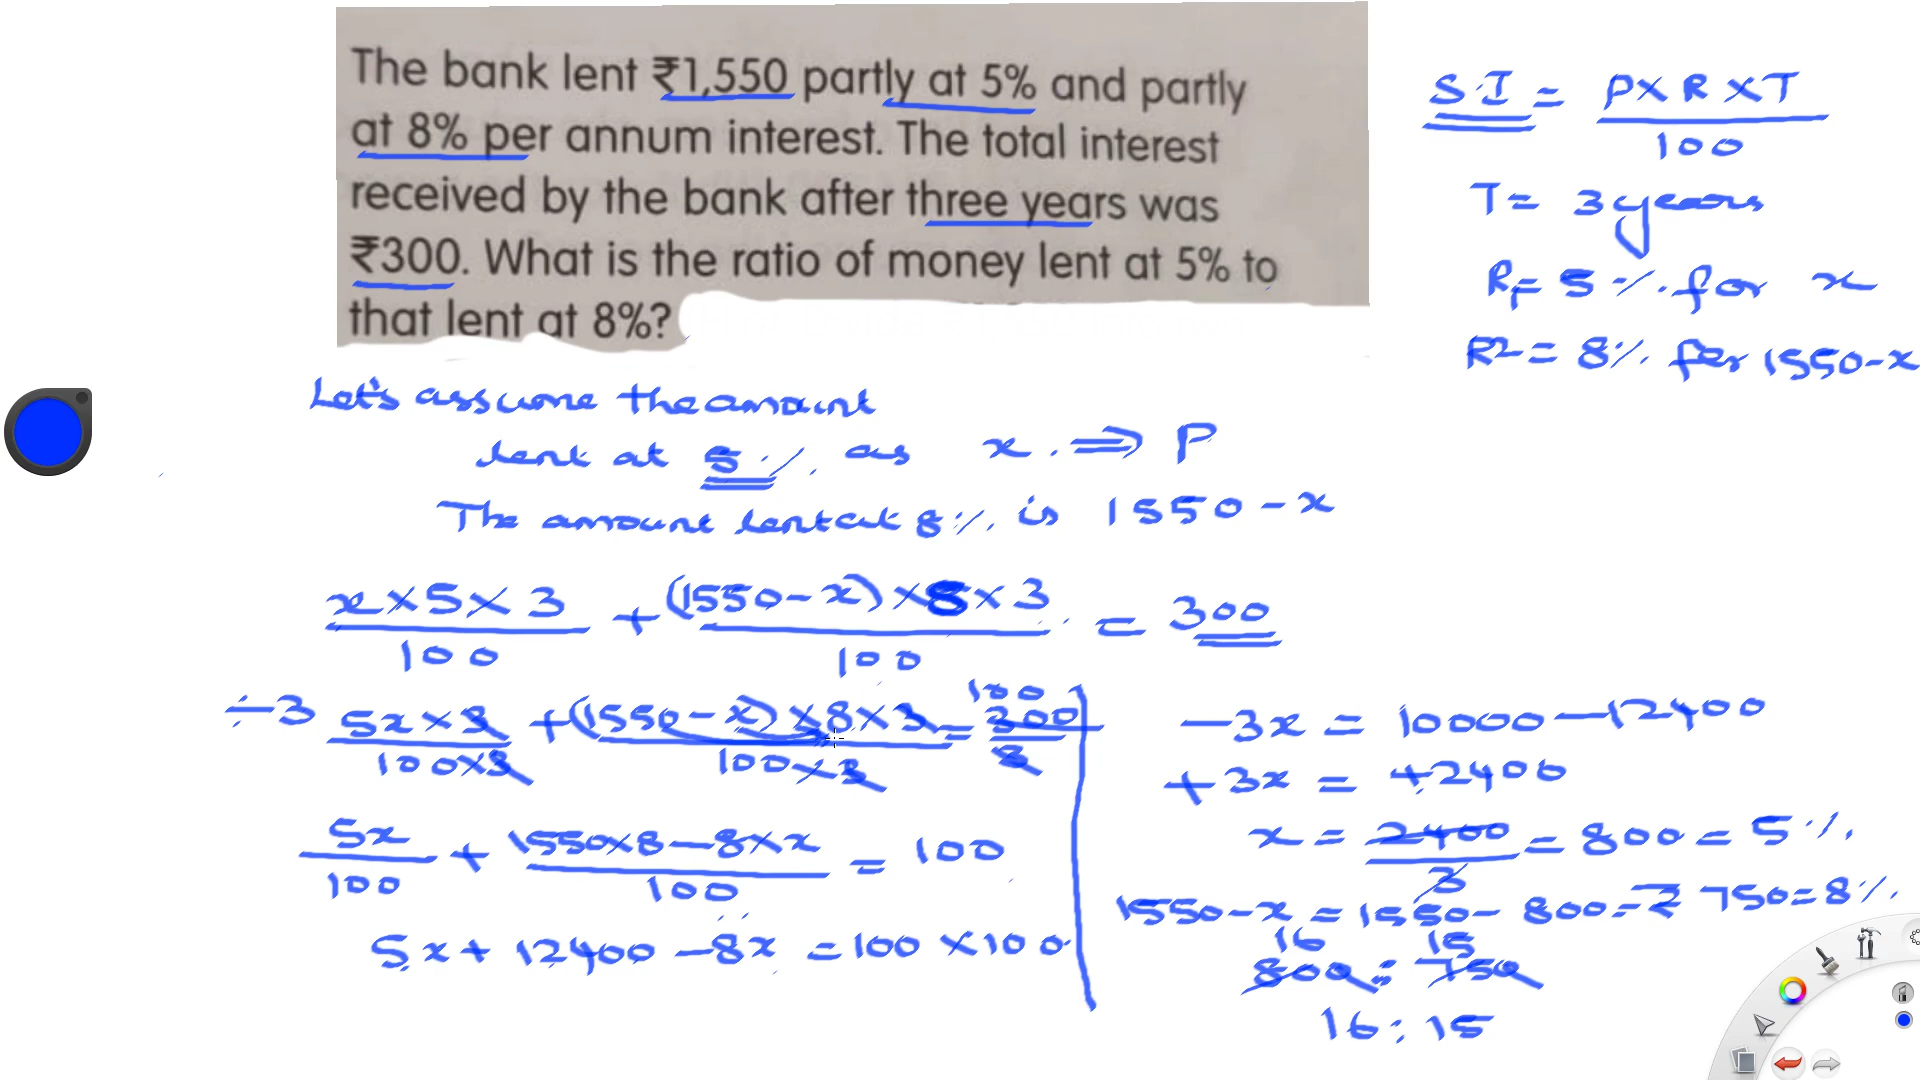 The bank lent ₹1,550 partly at 5% and partly
at 8% per annum interest. The total interest
received by the bank after three years was
₹300. What is the ratio of money lent at 5% to
that lent at 8%?
S.I = P×R×T
100
T = 3 years
R1 = 5 % for x
R2 = 8% for 1550-x
Let's assume the amount
lent at 5 % as x. ⇒ P
The amount lent at 8% is 1550-x
x×5×3 + (1550-x)×8×3 = 300
100 100
÷3 5x×3 + (1550-x)×8×3 = 300 100
100×3 100×3 3
5x + 1550×8-8×x = 100
100 100
5x + 12400 - 8x = 100×100
-3x = 10000-12400
+3x = +2400
x = 2400 = 800 = 5%
3
1550-x = 1550-800 = ₹750 = 8%
16 15
800 : 750
16 : 15